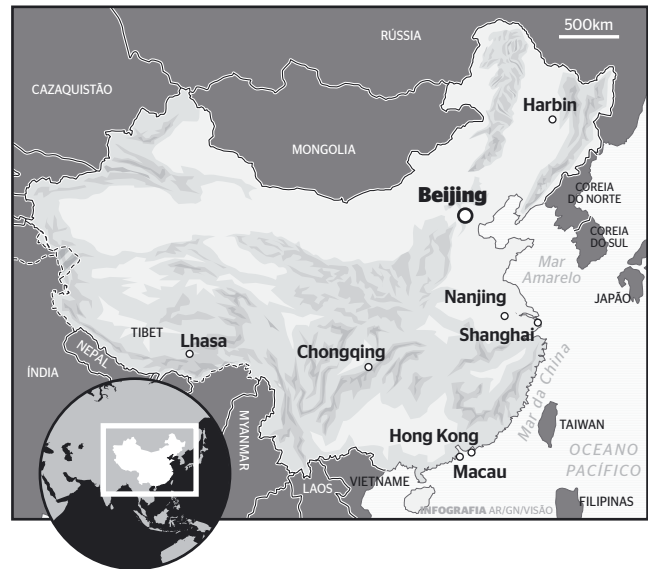 RÚSSIA
500km
CAZAQUISTÃO
Harbin
MONGOLIA
Beijing
COREIA
DO NORTE
COREIA
DO SUL
Mar
Amarelo
JAPÃO
Nanjing
Shanghai
TIBET
Lhasa
Chongqing
NEPAL
ÍNDIA
Mar da China
MYANMAR
TAIWAN
Hong Kong
Macau
OCEANO
PACÍFICO
LAOS
VIETNAME
FILIPINAS
INFOGRAFIA AR/GN/VISÃO